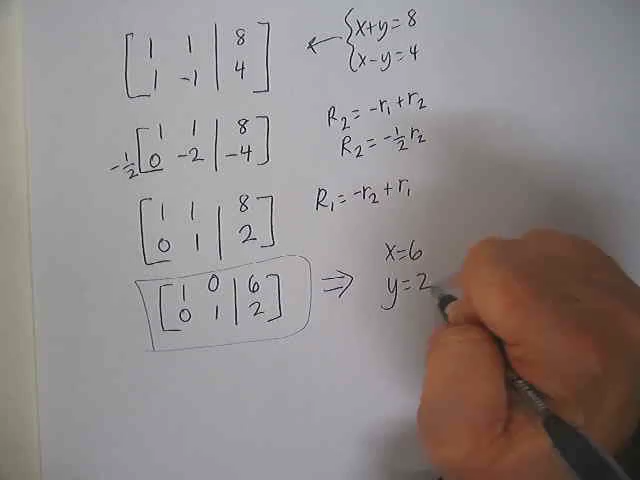 1 1 | 8 ← { x+y=8
1 -1 | 4 x-y=4
1 1 | 8 R₂ = -r₁+r₂
-1/2 0 -2 | -4 R₂ = -1/2 r₂
1 1 | 8 R₁ = -r₂+r₁
0 1 | 2
1 0 | 6 ⇒ x=6
0 1 | 2 y=2